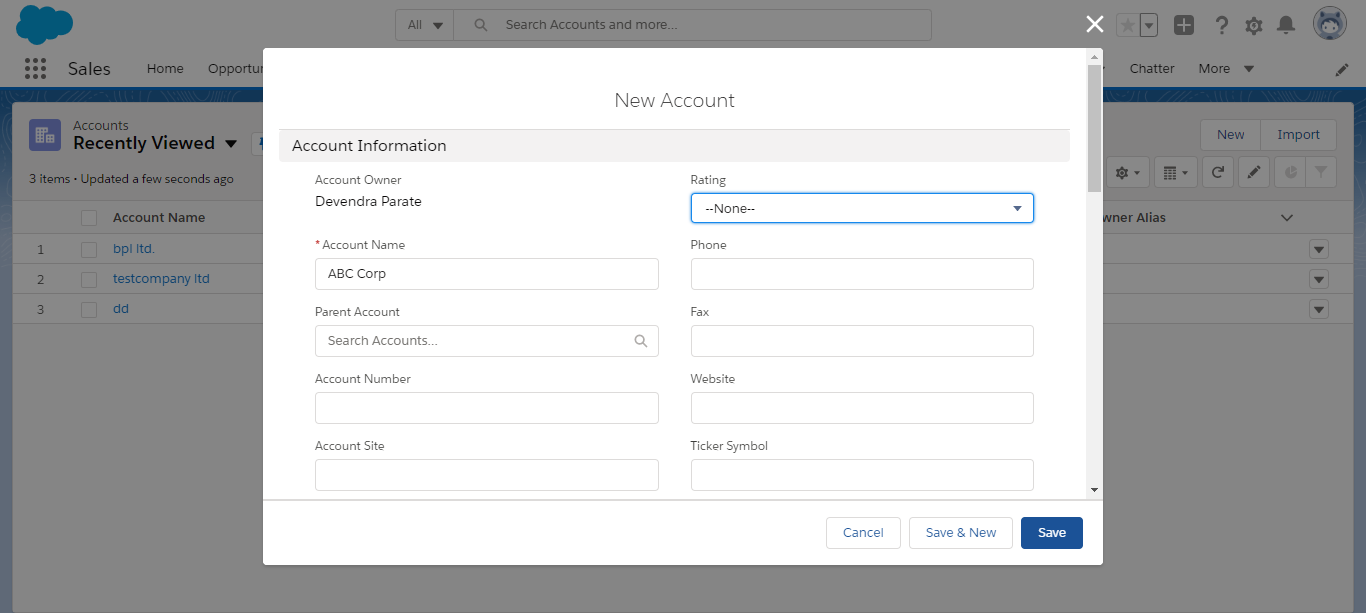 All
Search Accounts and more...
Sales
Home
Chatter
More
Accounts
Recently Viewed
New
Import
3 items • Updated a few seconds ago
Account Name
1
bpl ltd.
2
testcompany ltd
3
dd
New Account
Account Information
Account Owner
Devendra Parate
Rating
--None--
* Account Name
ABC Corp
Phone
Parent Account
Search Accounts...
Fax
Account Number
Website
Account Site
Ticker Symbol
Cancel
Save & New
Save
Alias